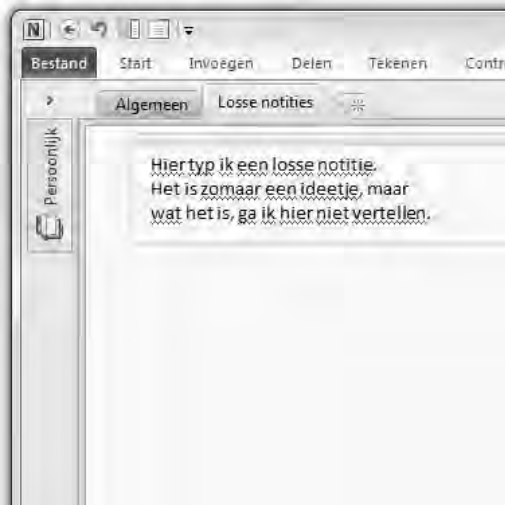 N
Bestand Start Invoegen Delen Tekenen Contr
Algemeen Losse notities
Persoonlijk
Hier typ ik een losse notitie.
Het is zomaar een ideetje, maar
wat het is, ga ik hier niet vertellen.